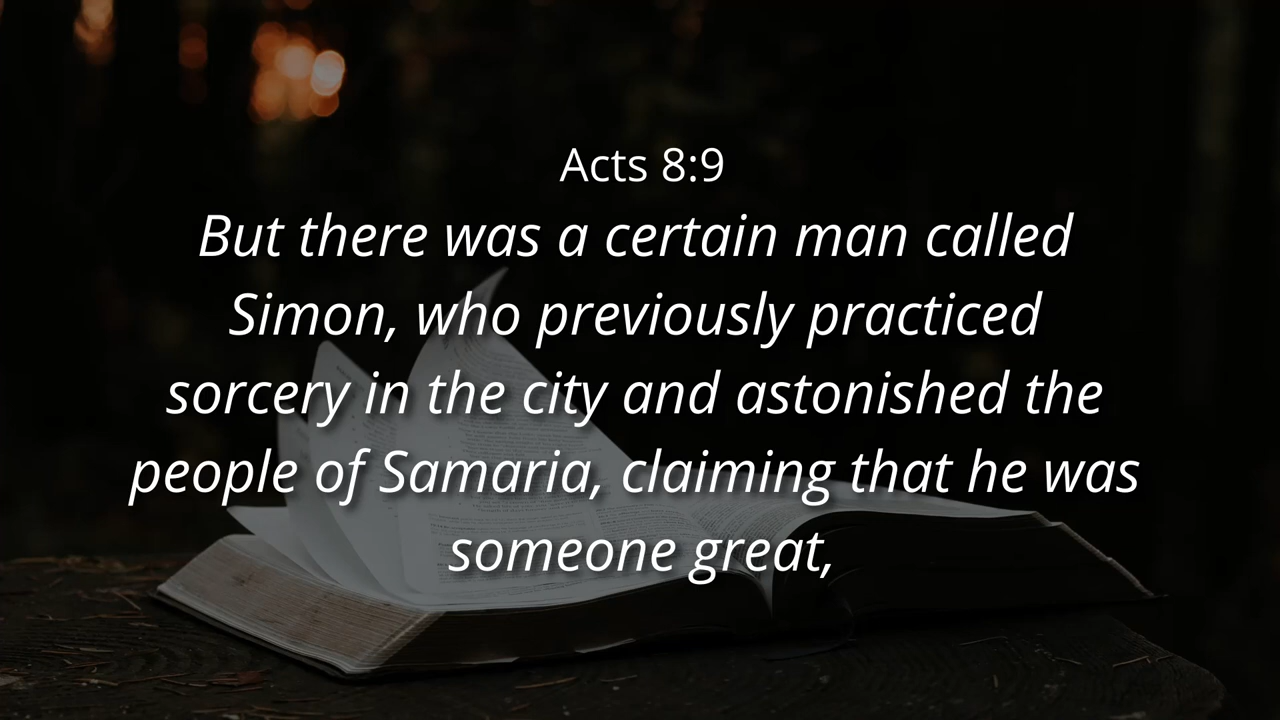 Acts 8:9
But there was a certain man called
Simon, who previously practiced
sorcery in the city and astonished the
people of Samaria, claiming that he was
someone great,